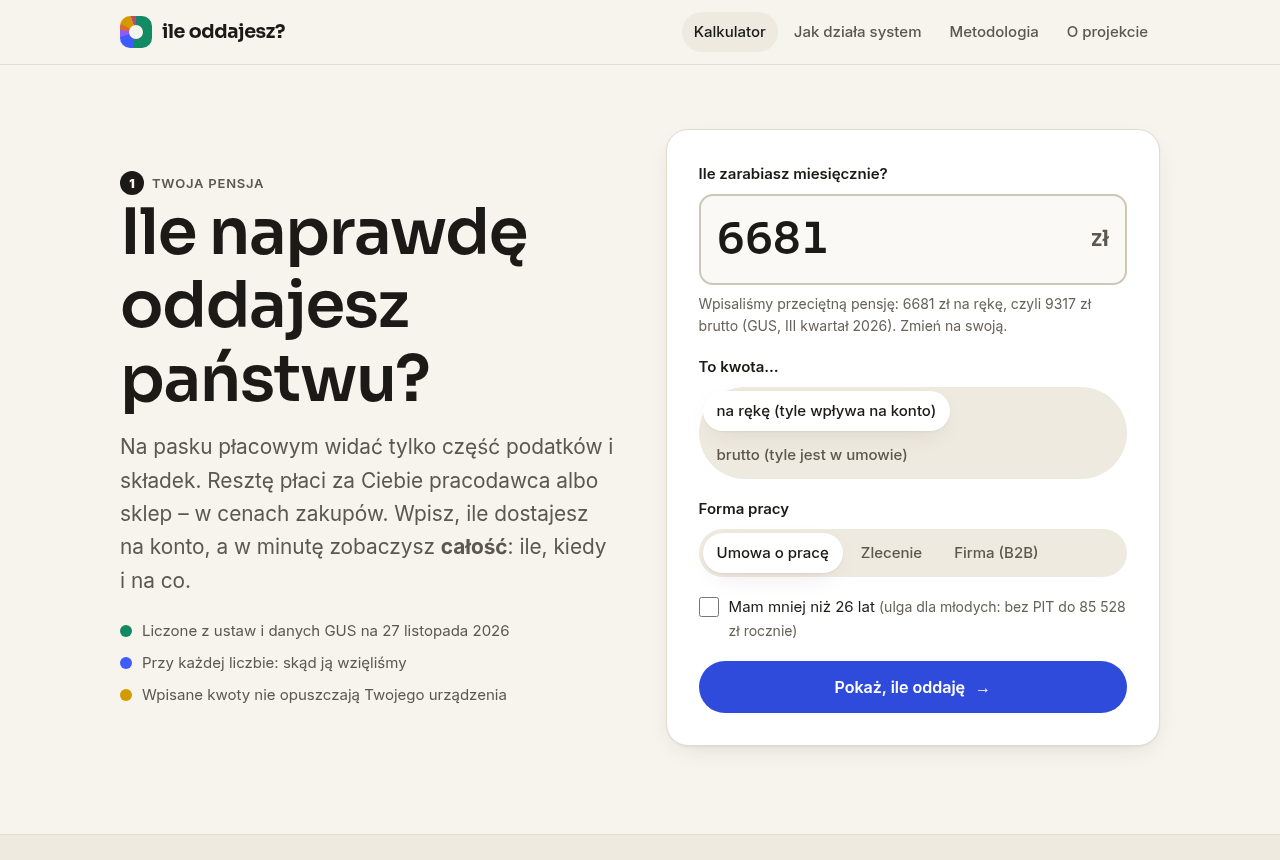 ile oddajesz?
Kalkulator
Jak działa system
Metodologia
O projekcie
1 TWOJA PENSJA
Ile naprawdę
oddajesz
państwu?
Na pasku płacowym widać tylko część podatków i
składek. Resztę płaci za Ciebie pracodawca albo
sklep – w cenach zakupów. Wpisz, ile dostajesz
na konto, a w minutę zobaczysz całość: ile, kiedy
i na co.
Liczone z ustaw i danych GUS na 27 listopada 2026
Przy każdej liczbie: skąd ją wzięliśmy
Wpisane kwoty nie opuszczają Twojego urządzenia
Ile zarabiasz miesięcznie?
6681 zł
Wpisaliśmy przeciętną pensję: 6681 zł na rękę, czyli 9317 zł
brutto (GUS, III kwartał 2026). Zmień na swoją.
To kwota…
na rękę (tyle wpływa na konto)
brutto (tyle jest w umowie)
Forma pracy
Umowa o pracę
Zlecenie
Firma (B2B)
Mam mniej niż 26 lat (ulga dla młodych: bez PIT do 85 528
zł rocznie)
Pokaż, ile oddaję →